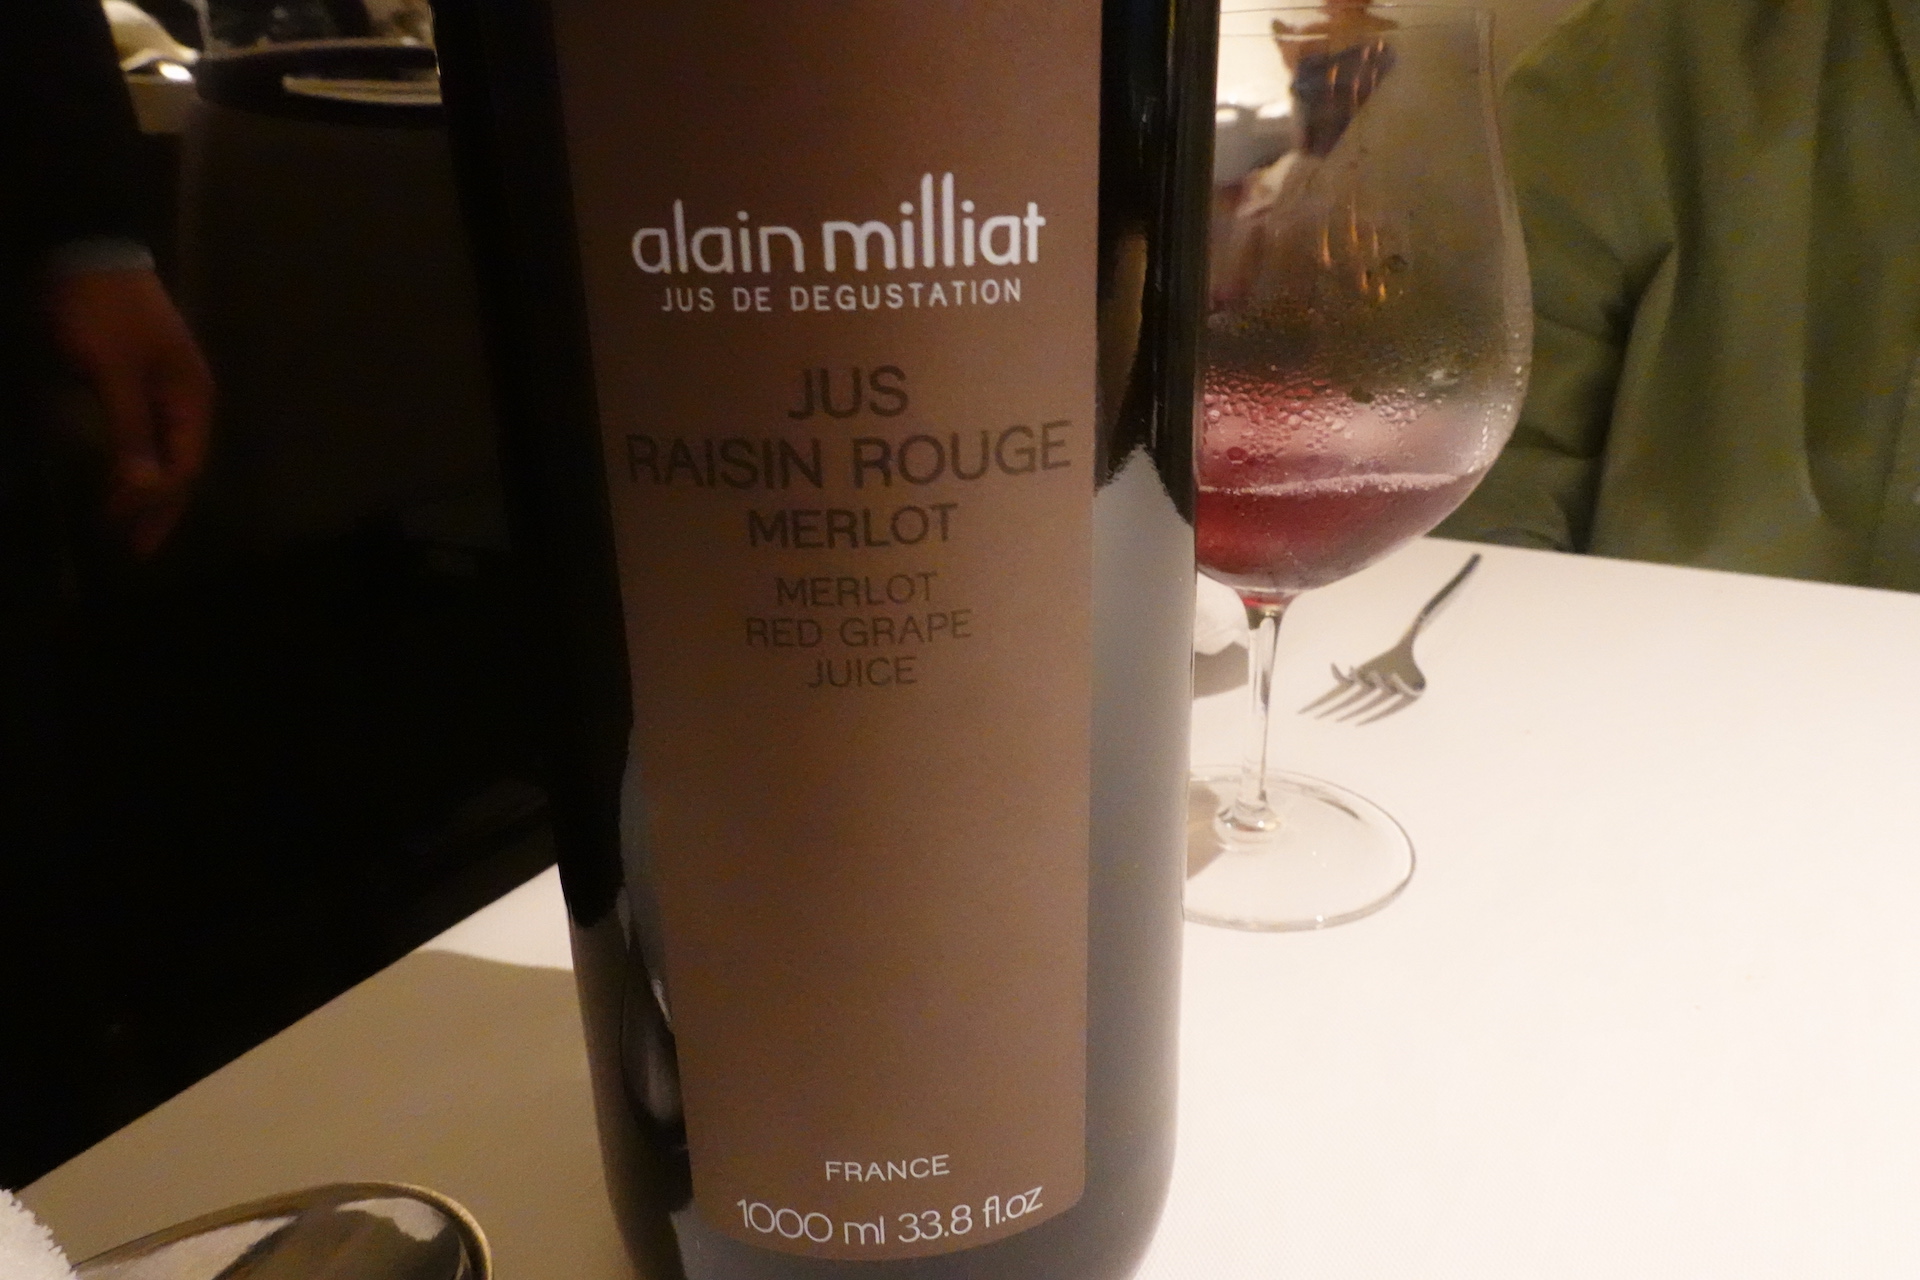 alain milliat
JUS DE DEGUSTATION
JUS
RAISIN ROUGE
MERLOT
MERLOT
RED GRAPE
JUICE
FRANCE
1000 ml 33.8 fl.oz